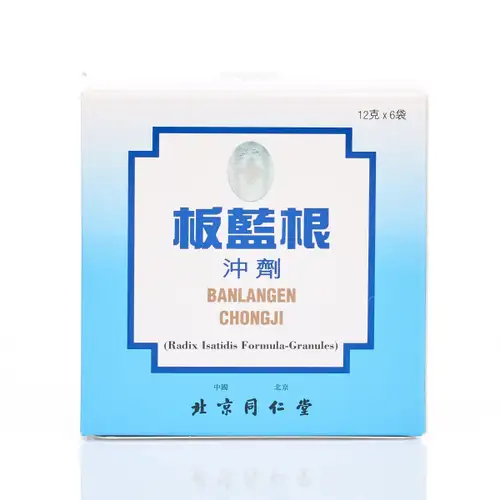 12克 x 6袋
板藍根
沖劑
BANLANGEN
CHONGJI
(Radix Isatidis Formula-Granules)
中國 北京
北京同仁堂